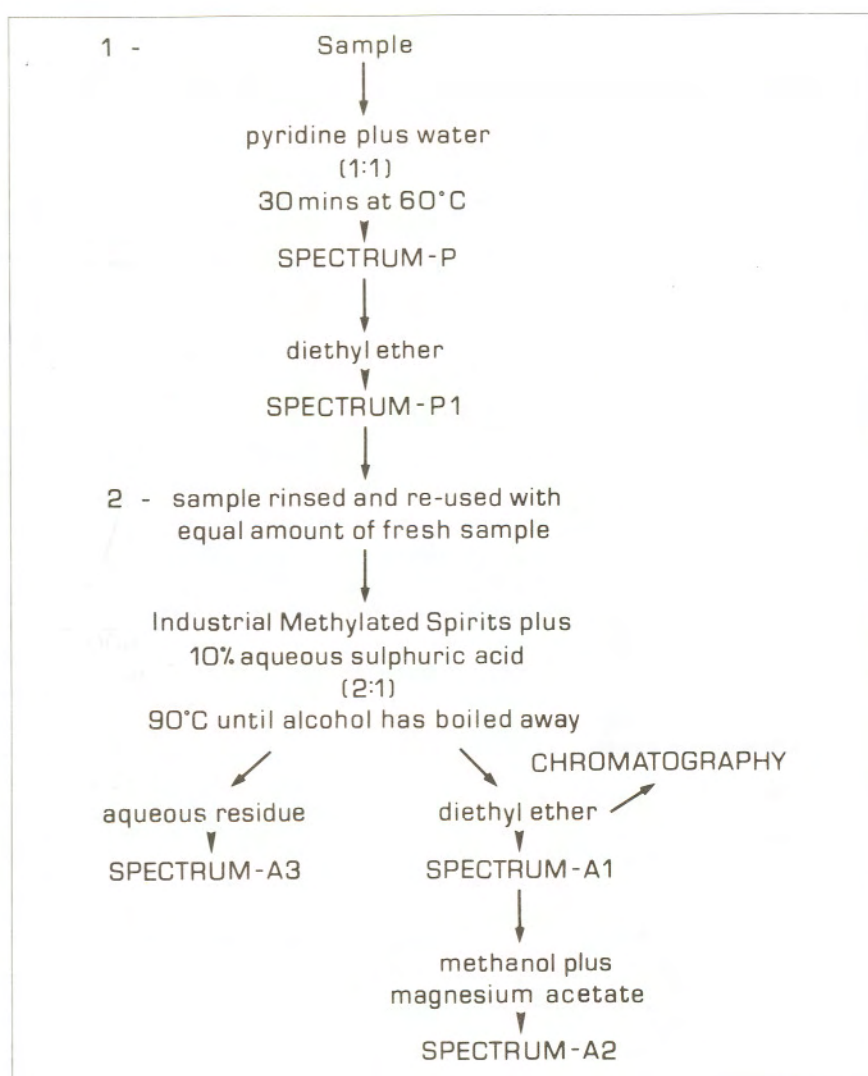 1 - Sample
pyridine plus water
(1:1)
30 mins at 60°C
SPECTRUM-P
diethyl ether
SPECTRUM-P1
2 - sample rinsed and re-used with
equal amount of fresh sample
Industrial Methylated Spirits plus
10% aqueous sulphuric acid
(2:1)
90°C until alcohol has boiled away
CHROMATOGRAPHY
aqueous residue
diethyl ether
SPECTRUM-A3
SPECTRUM-A1
methanol plus
magnesium acetate
SPECTRUM-A2